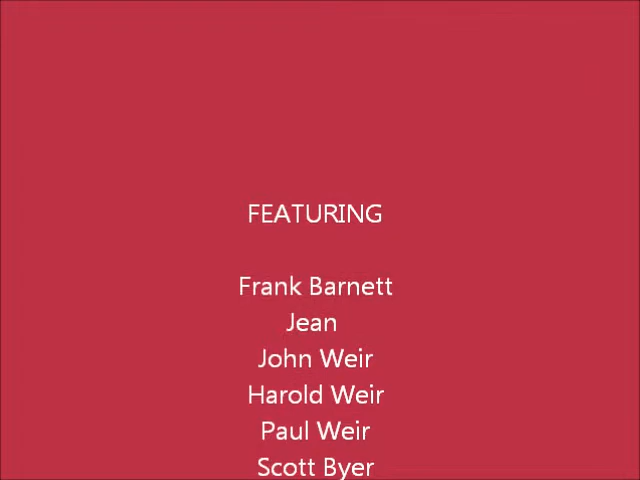 FEATURING
Frank Barnett
Jean
John Weir
Harold Weir
Paul Weir
Scott Byer